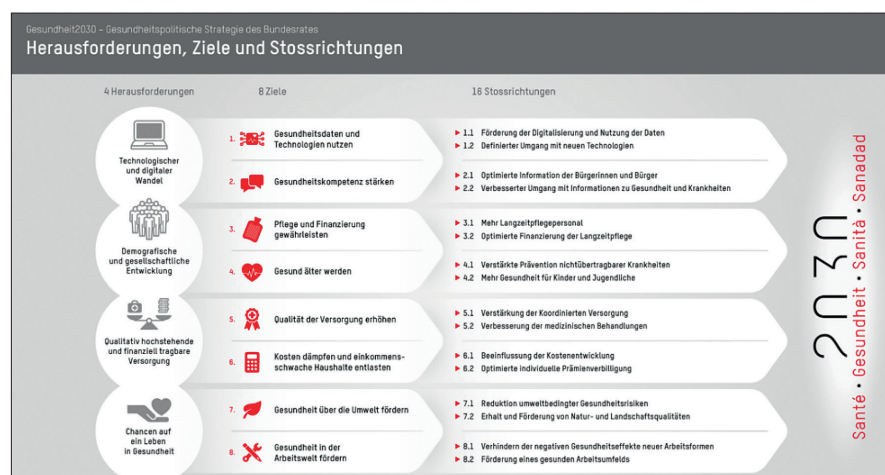 Gesundheit2030 – Gesundheitspolitische Strategie des Bundesrates
Herausforderungen, Ziele und Stossrichtungen
4 Herausforderungen
8 Ziele
16 Stossrichtungen
Technologischer
und digitaler
Wandel
1. Gesundheitsdaten und
Technologien nutzen
1.1 Förderung der Digitalisierung und Nutzung der Daten
1.2 Definierter Umgang mit neuen Technologien
2. Gesundheitskompetenz stärken
2.1 Optimierte Information der Bürgerinnen und Bürger
2.2 Verbesserter Umgang mit Informationen zu Gesundheit und Krankheiten
Demografische
und gesellschaftliche
Entwicklung
3. Pflege und Finanzierung
gewährleisten
3.1 Mehr Langzeitpflegepersonal
3.2 Optimierte Finanzierung der Langzeitpflege
4. Gesund älter werden
4.1 Verstärkte Prävention nichtübertragbarer Krankheiten
4.2 Mehr Gesundheit für Kinder und Jugendliche
Qualitativ hochstehende
und finanziell tragbare
Versorgung
5. Qualität der Versorgung erhöhen
5.1 Verstärkung der Koordinierten Versorgung
5.2 Verbesserung der medizinischen Behandlungen
6. Kosten dämpfen und einkommens-
schwache Haushalte entlasten
6.1 Beeinflussung der Kostenentwicklung
6.2 Optimierte individuelle Prämienverbilligung
Chancen auf
ein Leben
in Gesundheit
7. Gesundheit über die Umwelt fördern
7.1 Reduktion umweltbedingter Gesundheitsrisiken
7.2 Erhalt und Förderung von Natur- und Landschaftsqualitäten
8. Gesundheit in der
Arbeitswelt fördern
8.1 Verhindern der negativen Gesundheitseffekte neuer Arbeitsformen
8.2 Förderung eines gesunden Arbeitsumfelds
2030
Santé • Gesundheit • Sanità • Sanadad